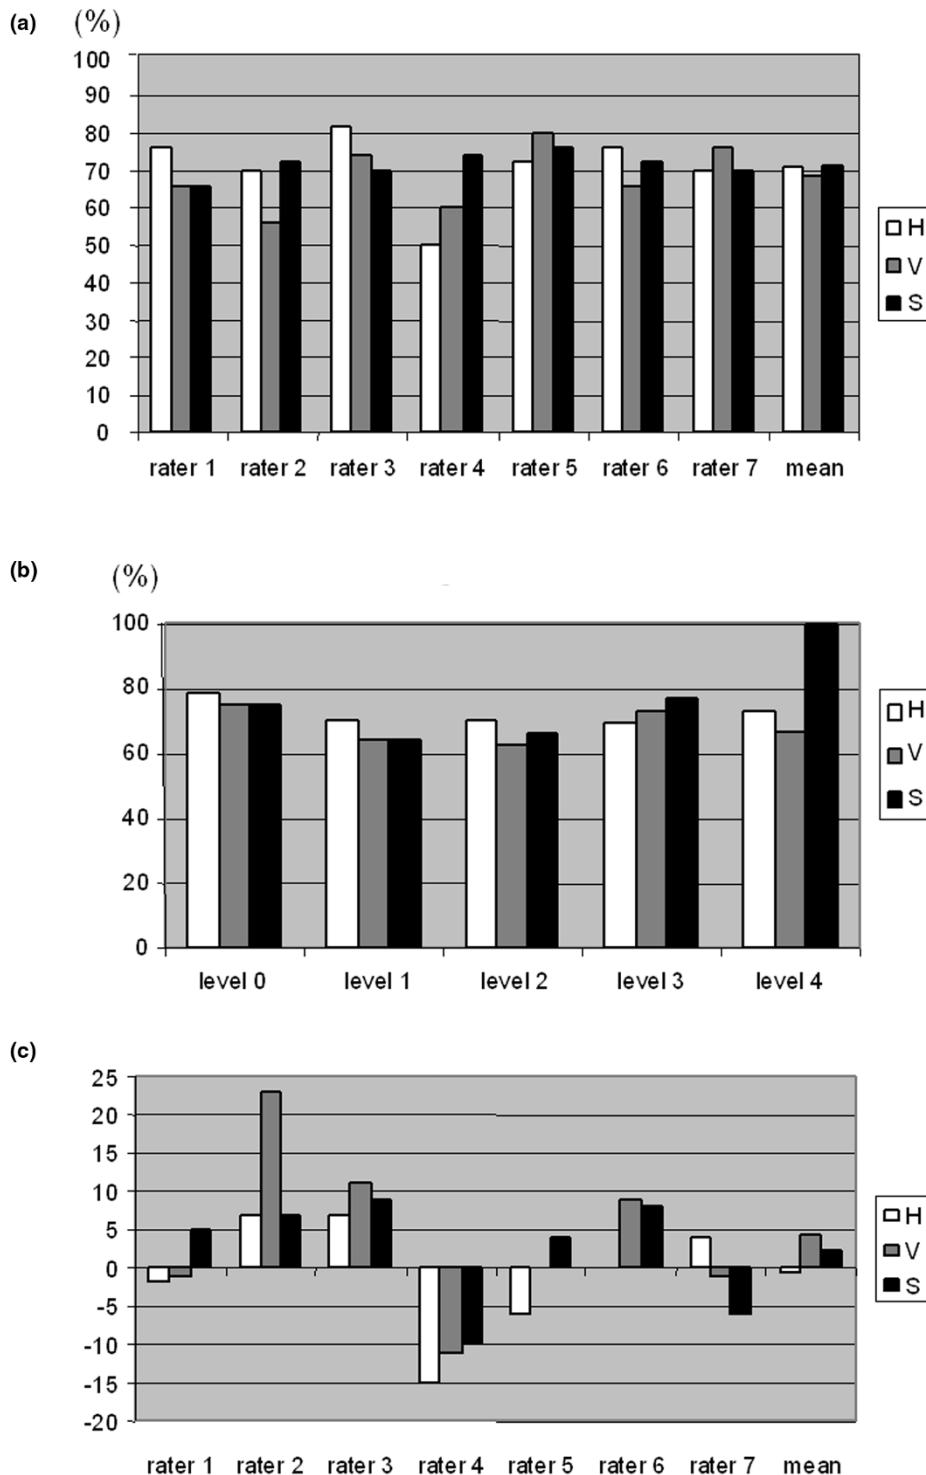 (a) (%)
100
90
80
70
60
50
40
30
20
10
0
rater 1 rater 2 rater 3 rater 4 rater 5 rater 6 rater 7 mean
H
V
S
(b) (%)
100
80
60
40
20
0
level 0 level 1 level 2 level 3 level 4
H
V
S
(c)
25
20
15
10
5
0
-5
-10
-15
-20
rater 1 rater 2 rater 3 rater 4 rater 5 rater 6 rater 7 mean
H
V
S